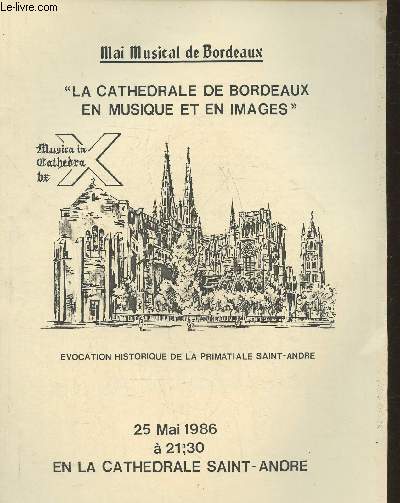 Le-livre.com
Mai Musical de Bordeaux
"LA CATHEDRALE DE BORDEAUX
EN MUSIQUE ET EN IMAGES"
Musica in
Cathedra
bx
X
EVOCATION HISTORIQUE DE LA PRIMATIALE SAINT-ANDRE
25 Mai 1986
à 21:30
EN LA CATHEDRALE SAINT-ANDRE